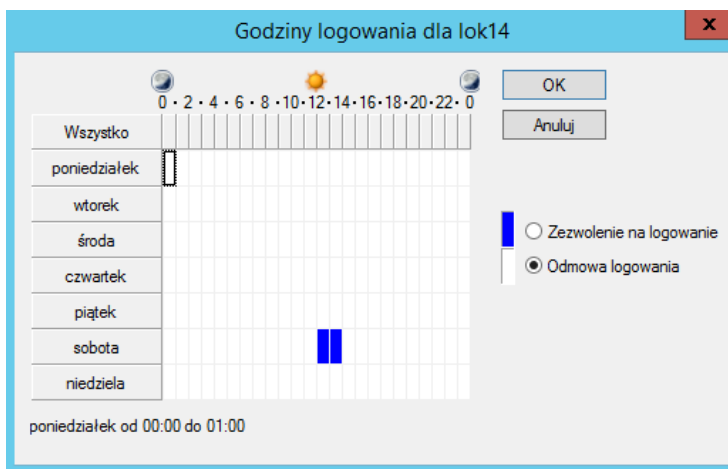 Godziny logowania dla lok14
x
0 · 2 · 4 · 6 · 8 · 10 · 12 · 14 · 16 · 18 · 20 · 22 · 0
OK
Anuluj
Wszystko
poniedziałek
wtorek
środa
czwartek
piątek
sobota
niedziela
Zezwolenie na logowanie
Odmowa logowania
poniedziałek od 00:00 do 01:00